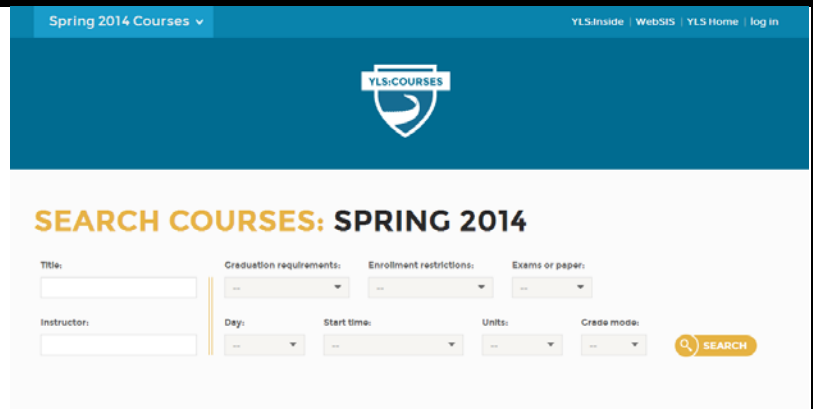 Spring 2014 Courses
YLS:Inside | WebSIS | YLS Home | log in
YLS:COURSES
SEARCH COURSES: SPRING 2014
Title: Graduation requirements: Enrollment restrictions: Exams or paper:
-- -- --
Instructor: Day: Start time: Units: Grade mode:
-- -- -- -- SEARCH